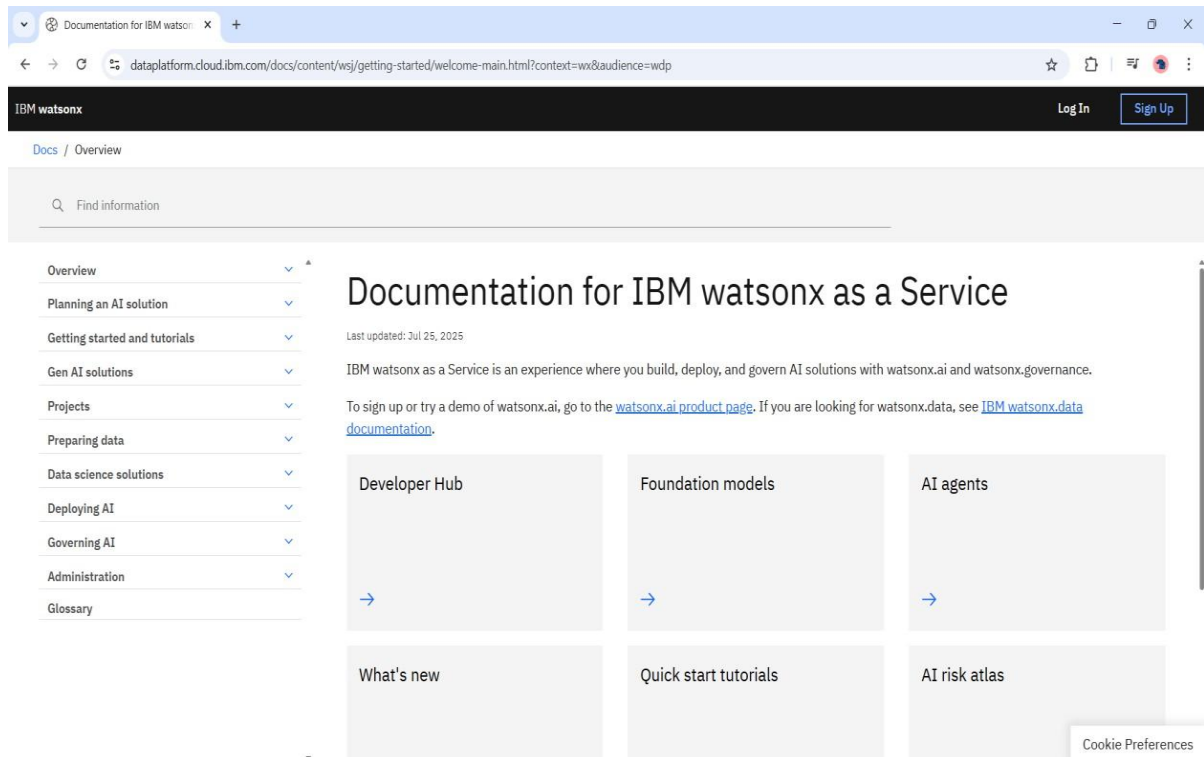 Documentation for IBM watson
dataplatform.cloud.ibm.com/docs/content/wsj/getting-started/welcome-main.html?context=wx&audience=wdp
IBM watsonx
Log In
Sign Up
Docs / Overview
Find information
Overview
Planning an AI solution
Getting started and tutorials
Gen AI solutions
Projects
Preparing data
Data science solutions
Deploying AI
Governing AI
Administration
Glossary
Documentation for IBM watsonx as a Service
Last updated: Jul 25, 2025
IBM watsonx as a Service is an experience where you build, deploy, and govern AI solutions with watsonx.ai and watsonx.governance.
To sign up or try a demo of watsonx.ai, go to the watsonx.ai product page. If you are looking for watsonx.data, see IBM watsonx.data
documentation.
Developer Hub
Foundation models
AI agents
What's new
Quick start tutorials
AI risk atlas
Cookie Preferences